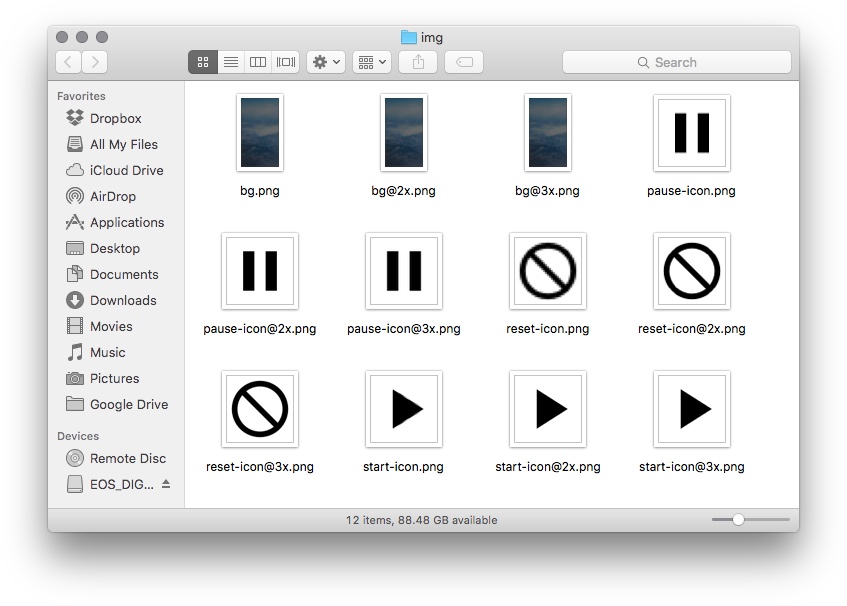 img
Search
Favorites
Dropbox
All My Files
iCloud Drive
AirDrop
Applications
Desktop
Documents
Downloads
Movies
Music
Pictures
Google Drive
Devices
Remote Disc
EOS_DIG...
bg.png
bg@2x.png
bg@3x.png
pause-icon.png
pause-icon@2x.png
pause-icon@3x.png
reset-icon.png
reset-icon@2x.png
reset-icon@3x.png
start-icon.png
start-icon@2x.png
start-icon@3x.png
12 items, 88.48 GB available